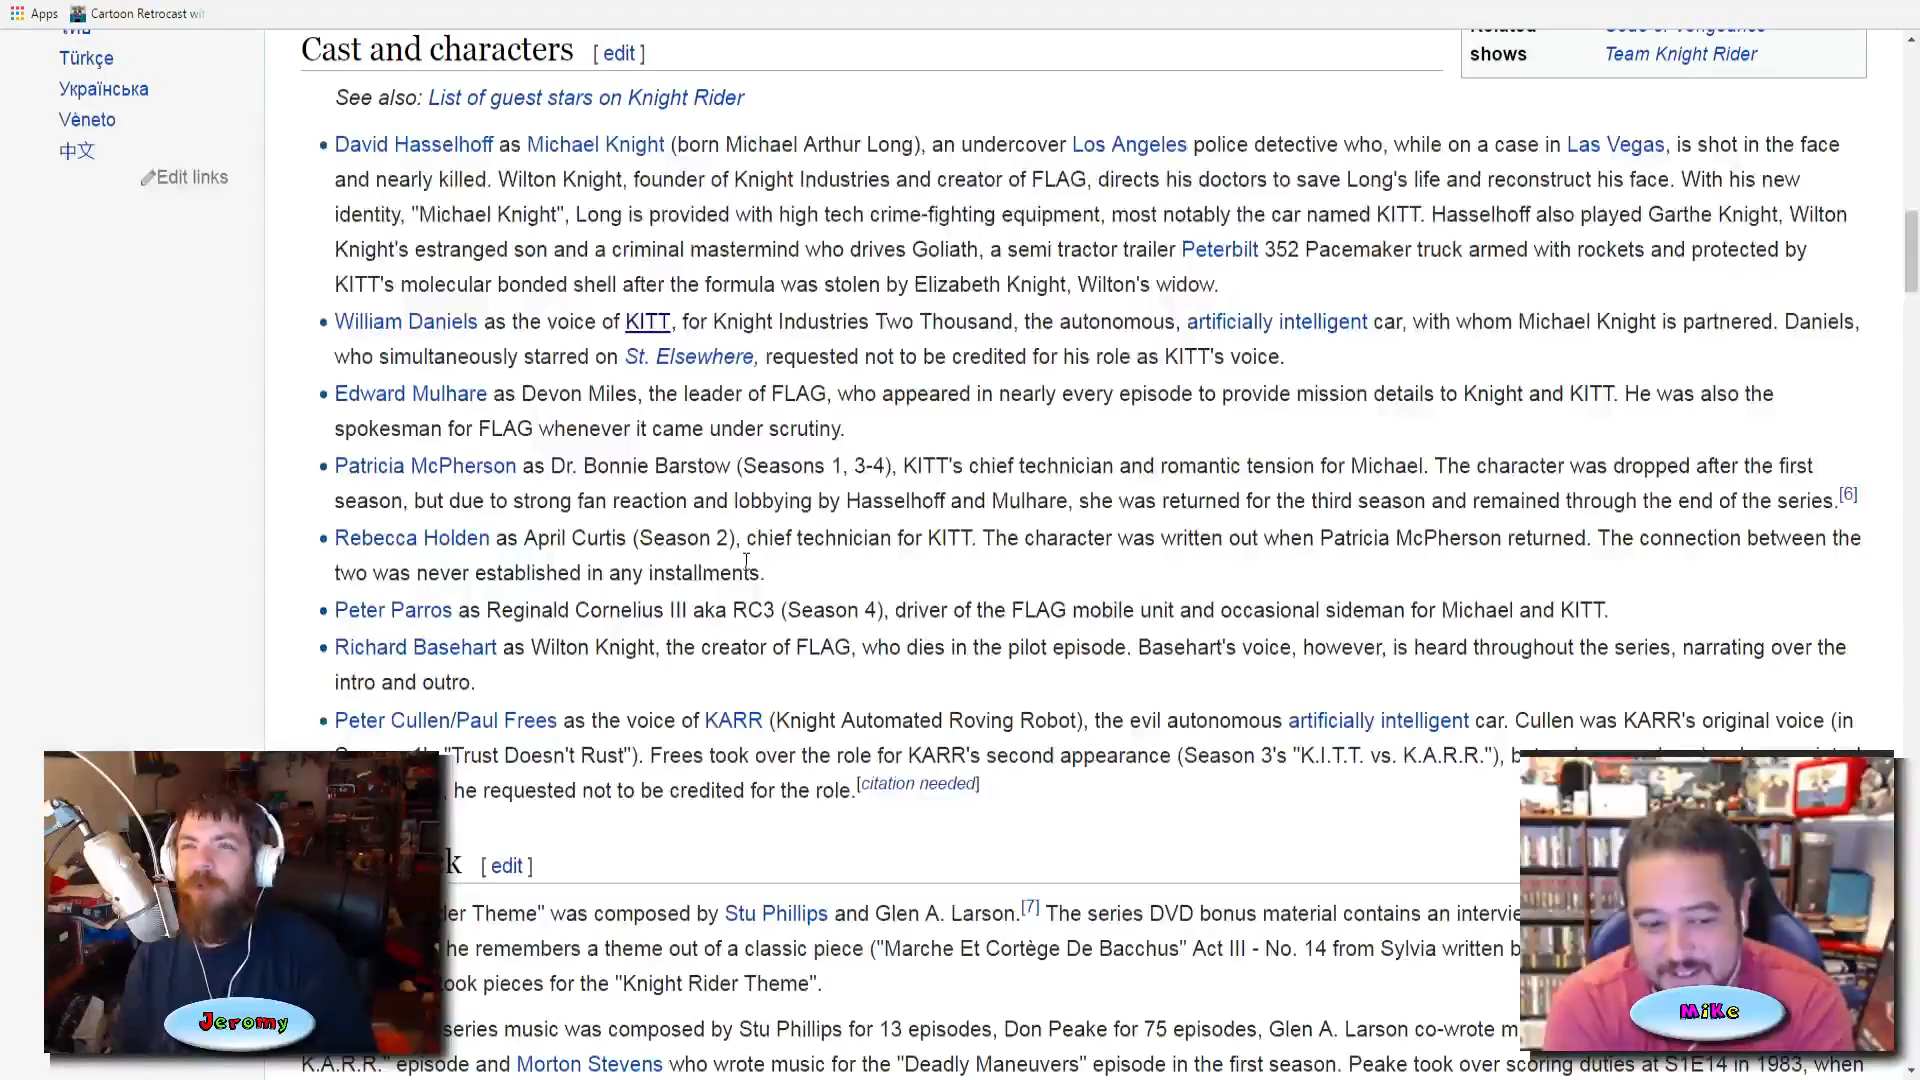 Apps
Cartoon Retrocast wit
ไทย
Türkçe
Українська
Vèneto
中文
Edit links
Cast and characters [ edit ]
Related
shows
Code of Vengeance
Team Knight Rider
See also: List of guest stars on Knight Rider
David Hasselhoff as Michael Knight (born Michael Arthur Long), an undercover Los Angeles police detective who, while on a case in Las Vegas, is shot in the face
and nearly killed. Wilton Knight, founder of Knight Industries and creator of FLAG, directs his doctors to save Long's life and reconstruct his face. With his new
identity, "Michael Knight", Long is provided with high tech crime-fighting equipment, most notably the car named KITT. Hasselhoff also played Garthe Knight, Wilton
Knight's estranged son and a criminal mastermind who drives Goliath, a semi tractor trailer Peterbilt 352 Pacemaker truck armed with rockets and protected by
KITT's molecular bonded shell after the formula was stolen by Elizabeth Knight, Wilton's widow.
William Daniels as the voice of KITT, for Knight Industries Two Thousand, the autonomous, artificially intelligent car, with whom Michael Knight is partnered. Daniels,
who simultaneously starred on St. Elsewhere, requested not to be credited for his role as KITT's voice.
Edward Mulhare as Devon Miles, the leader of FLAG, who appeared in nearly every episode to provide mission details to Knight and KITT. He was also the
spokesman for FLAG whenever it came under scrutiny.
Patricia McPherson as Dr. Bonnie Barstow (Seasons 1, 3-4), KITT's chief technician and romantic tension for Michael. The character was dropped after the first
season, but due to strong fan reaction and lobbying by Hasselhoff and Mulhare, she was returned for the third season and remained through the end of the series.[6]
Rebecca Holden as April Curtis (Season 2), chief technician for KITT. The character was written out when Patricia McPherson returned. The connection between the
two was never established in any installments.
Peter Parros as Reginald Cornelius III aka RC3 (Season 4), driver of the FLAG mobile unit and occasional sideman for Michael and KITT.
Richard Basehart as Wilton Knight, the creator of FLAG, who dies in the pilot episode. Basehart's voice, however, is heard throughout the series, narrating over the
intro and outro.
Peter Cullen/Paul Frees as the voice of KARR (Knight Automated Roving Robot), the evil autonomous artificially intelligent car. Cullen was KARR's original voice (in
"Trust Doesn't Rust"). Frees took over the role for KARR's second appearance (Season 3's "K.I.T.T. vs. K.A.R.R."), b
he requested not to be credited for the role.[citation needed]
k [ edit ]
der Theme" was composed by Stu Phillips and Glen A. Larson.[7] The series DVD bonus material contains an intervie
he remembers a theme out of a classic piece ("Marche Et Cortège De Bacchus" Act III - No. 14 from Sylvia written b
ook pieces for the "Knight Rider Theme".
series music was composed by Stu Phillips for 13 episodes, Don Peake for 75 episodes, Glen A. Larson co-wrote m
K.A.R.R." episode and Morton Stevens who wrote music for the "Deadly Maneuvers" episode in the first season. Peake took over scoring duties at S1E14 in 1983, when
Jeromy
MiKe